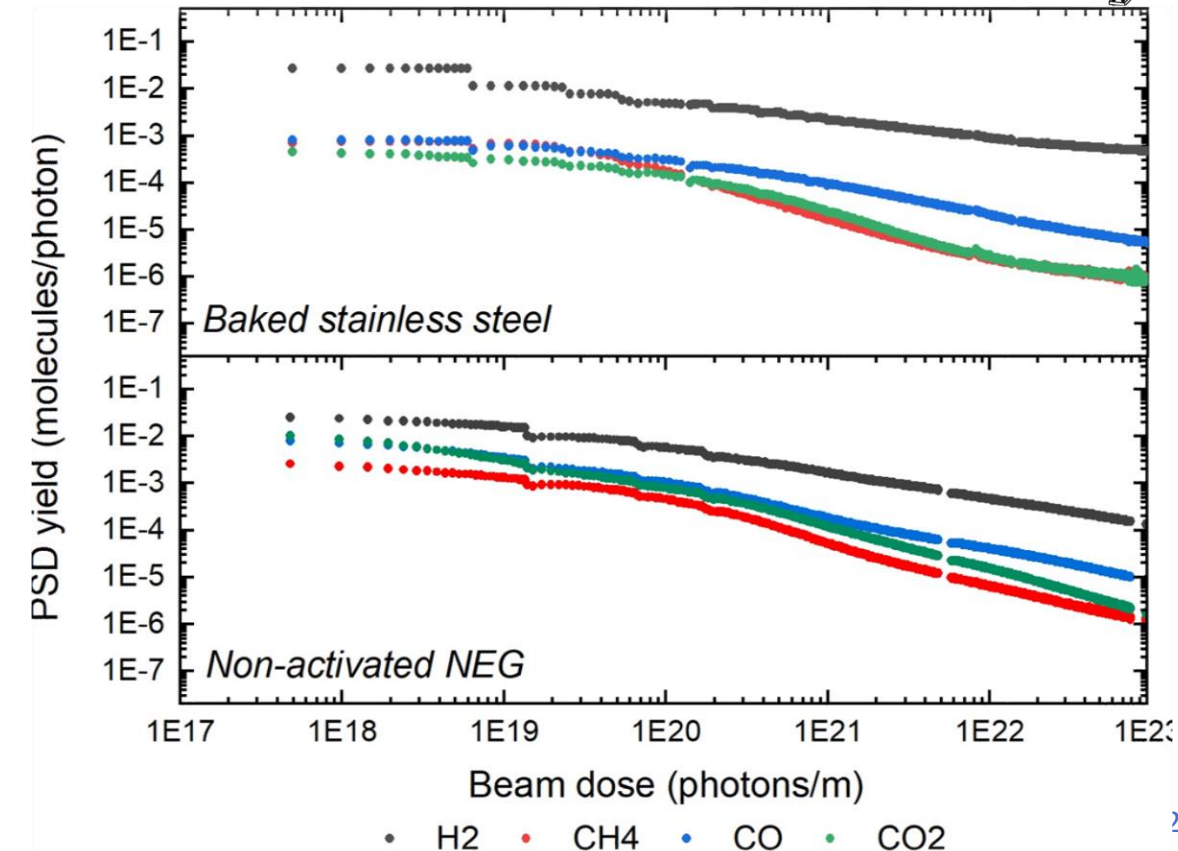 1E-1
1E-2
1E-3
1E-4
1E-5
1E-6
1E-7
Baked stainless steel
PSD yield (molecules/photon)
1E-1
1E-2
1E-3
1E-4
1E-5
1E-6
1E-7
Non-activated NEG
1E17 1E18 1E19 1E20 1E21 1E22 1E23
Beam dose (photons/m)
H2 CH4 CO CO2
2